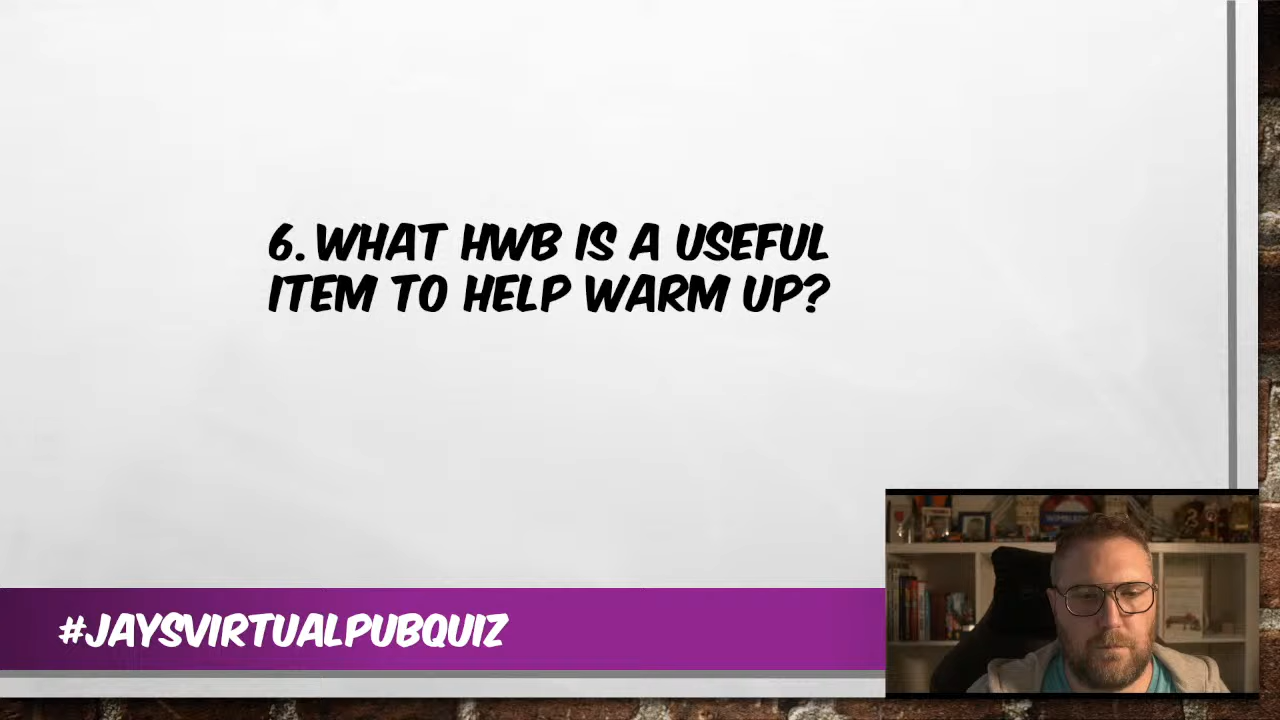 6. WHAT HWB IS A USEFUL
ITEM TO HELP WARM UP?
#JAYSVIRTUALPUBQUIZ